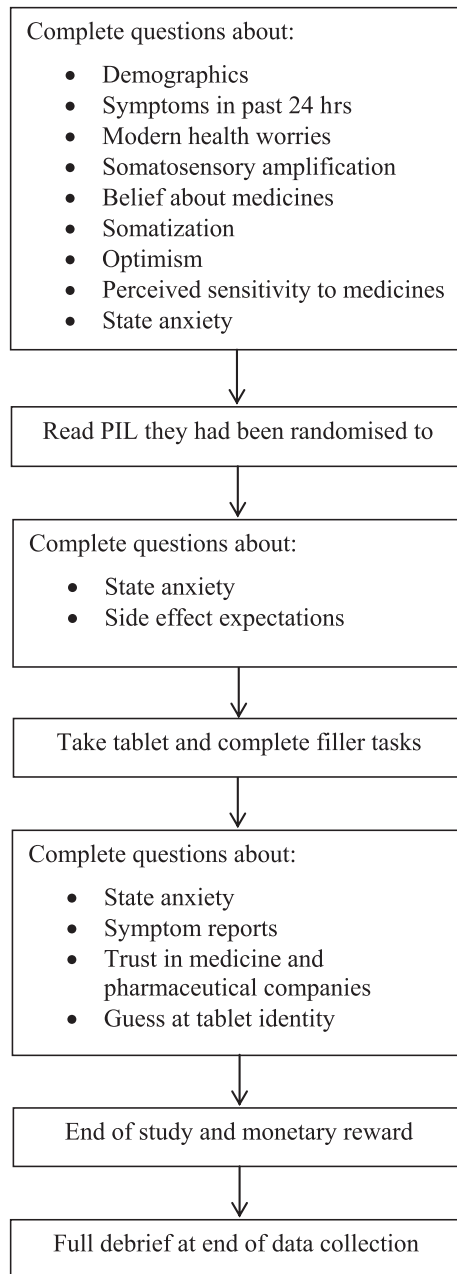 Complete questions about:
• Demographics
• Symptoms in past 24 hrs
• Modern health worries
• Somatosensory amplification
• Belief about medicines
• Somatization
• Optimism
• Perceived sensitivity to medicines
• State anxiety
Read PIL they had been randomised to
Complete questions about:
• State anxiety
• Side effect expectations
Take tablet and complete filler tasks
Complete questions about:
• State anxiety
• Symptom reports
• Trust in medicine and
pharmaceutical companies
• Guess at tablet identity
End of study and monetary reward
Full debrief at end of data collection